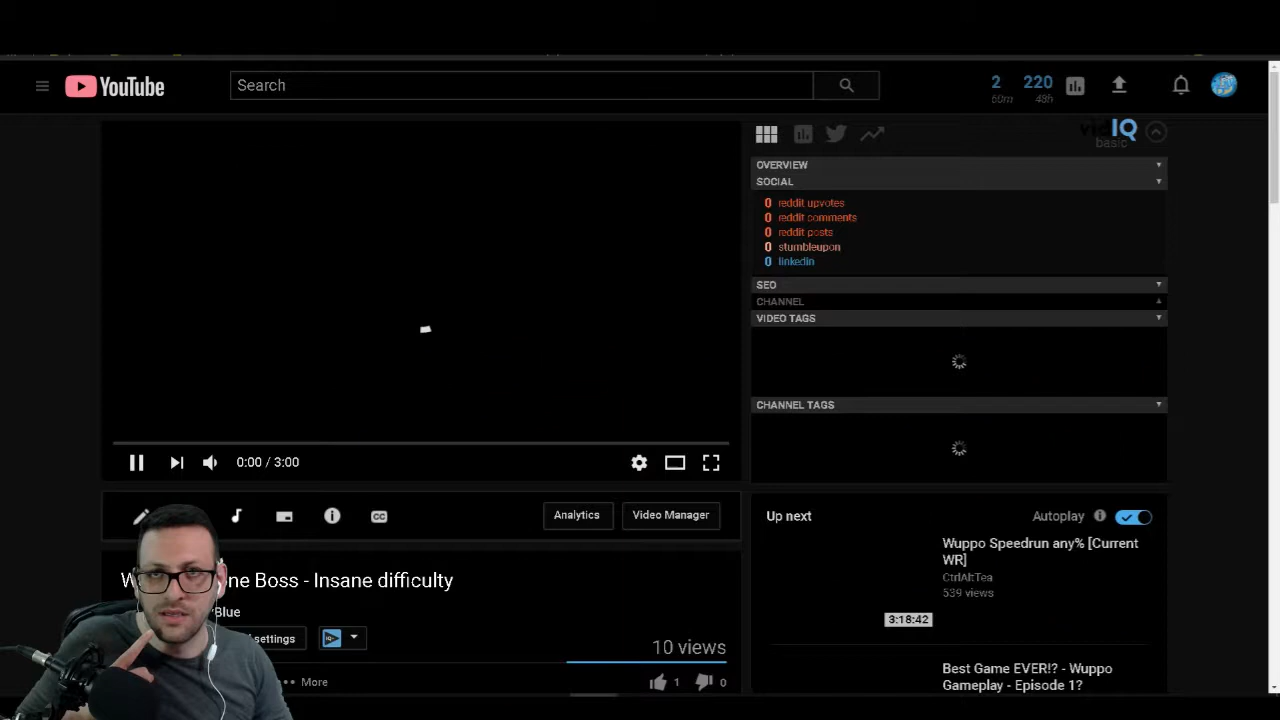 YouTube
Search
2
60m
220
48h
vidIQ
basic
OVERVIEW
SOCIAL
0 reddit upvotes
0 reddit comments
0 reddit posts
0 stumbleupon
0 linkedin
SEO
CHANNEL
VIDEO TAGS
CHANNEL TAGS
0:00 / 3:00
CC
Analytics
Video Manager
Up next
Autoplay
Wuppo Speedrun any% [Current
WR]
CtrlAltTea
539 views
3:18:42
Best Game EVER!? - Wuppo
Gameplay - Episode 1?
Boss - Insane difficulty
Blue
settings
10 views
More
1
0